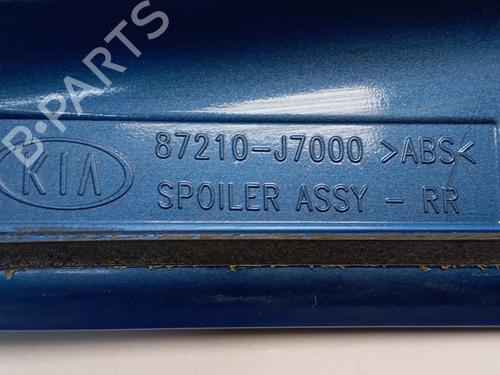 B-PARTS
KIA 87210-J7000 >ABS<
SPOILER ASSY - RR